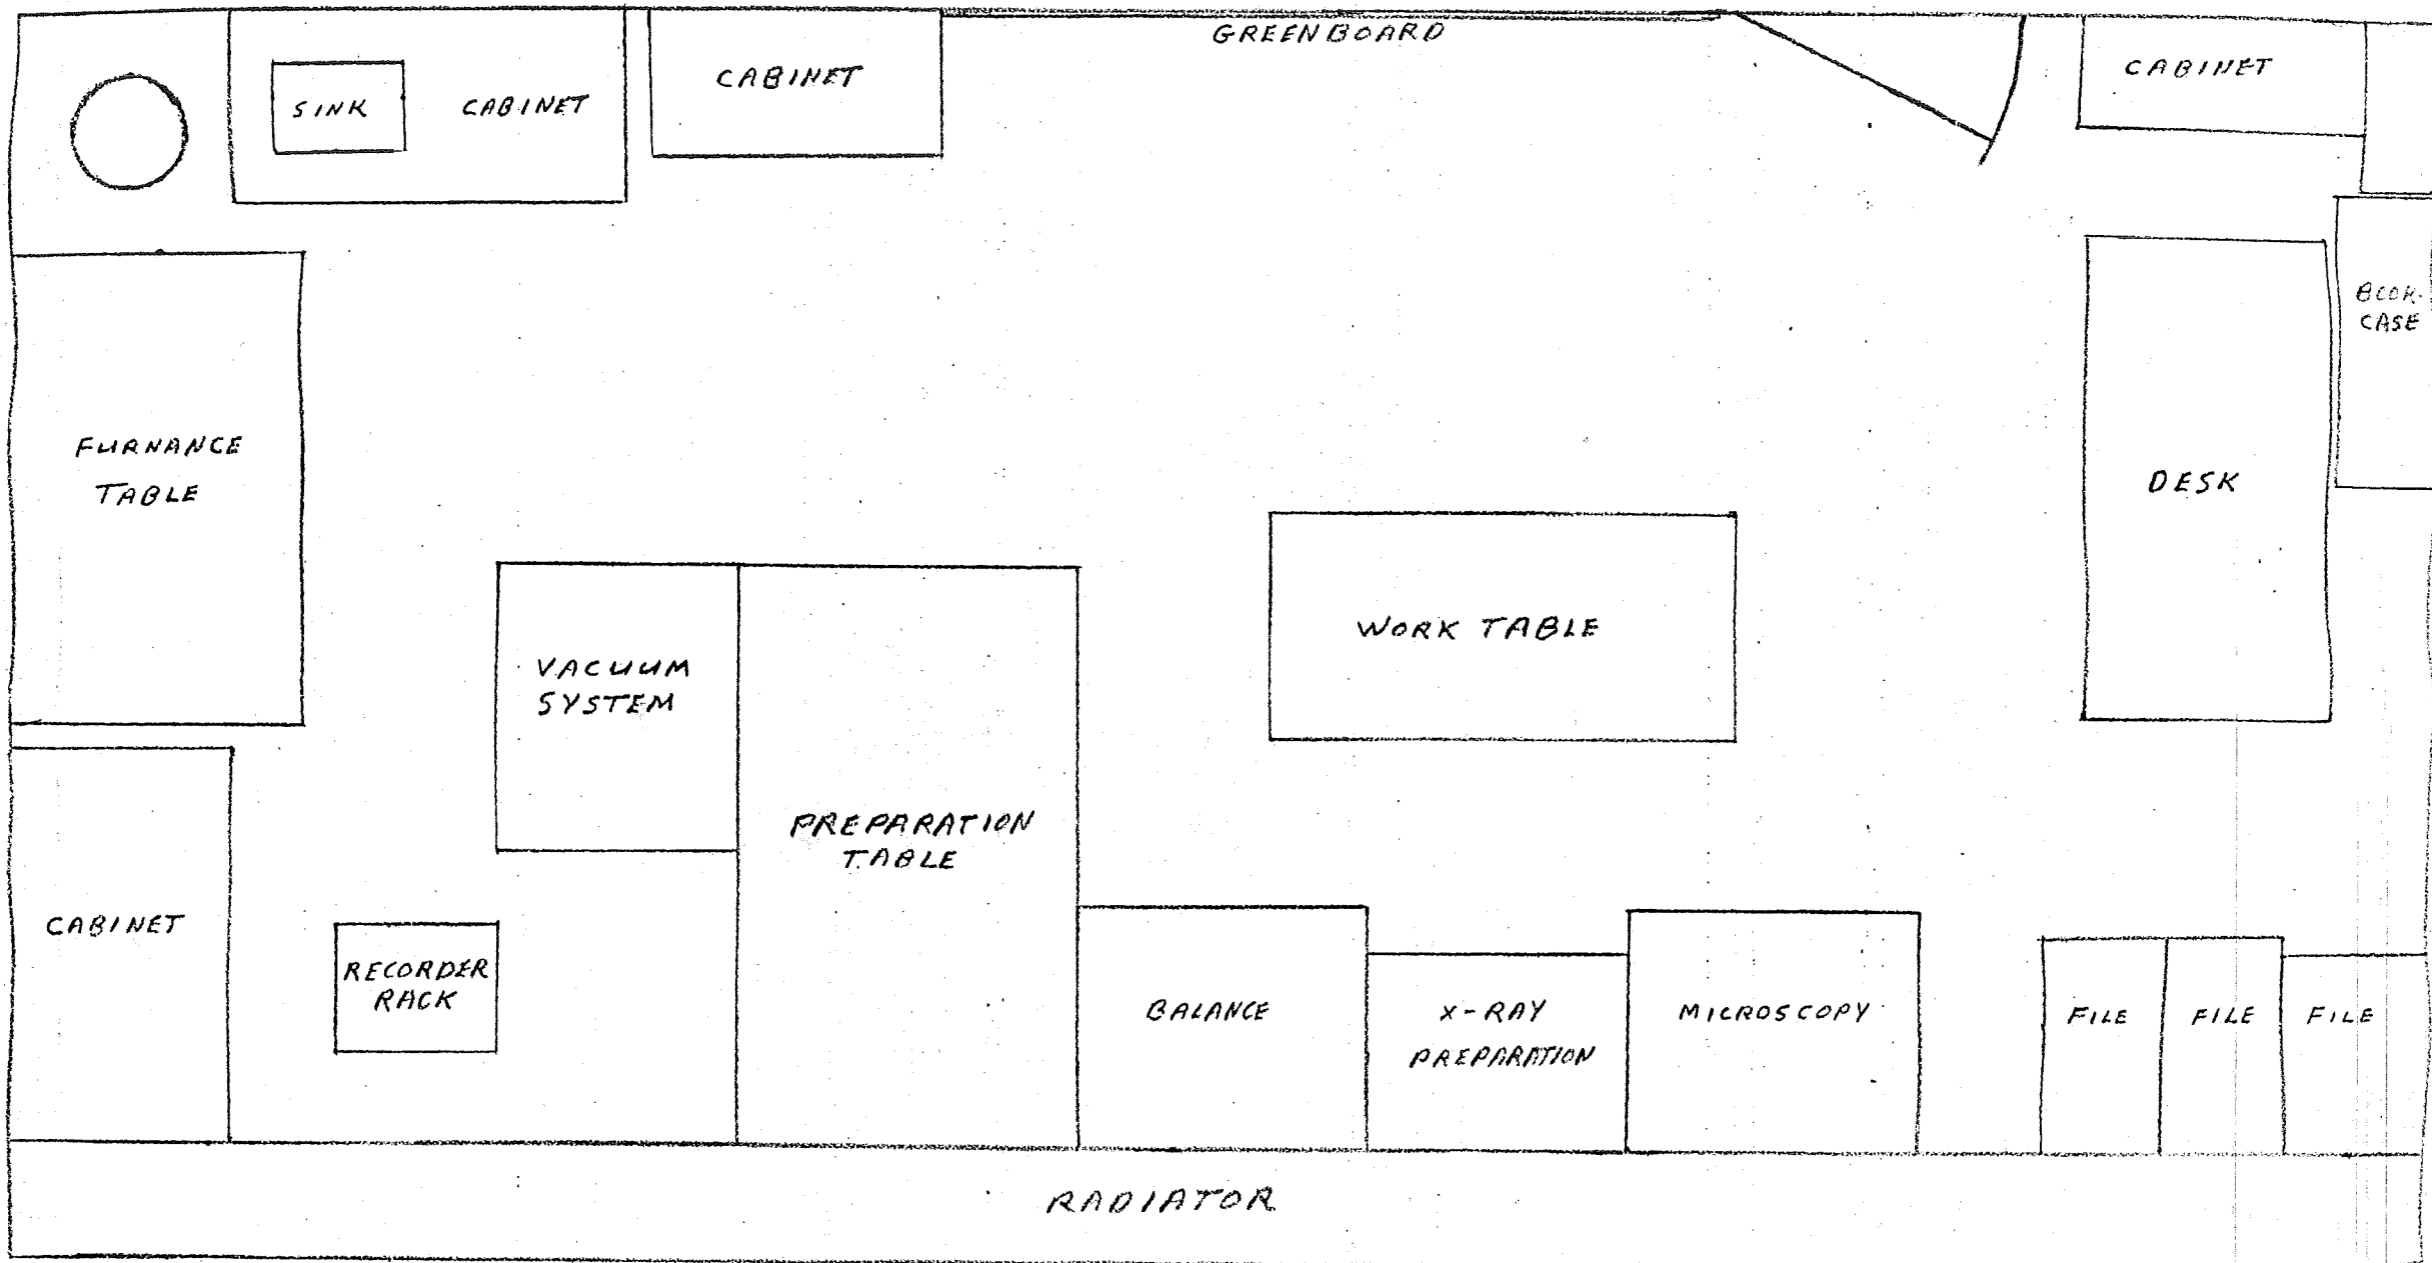 GREENBOARD
SINK
CABINET
CABINET
CABINET
BOOK-
CASE
FURNANCE
TABLE
DESK
WORK TABLE
VACUUM
SYSTEM
PREPARATION
TABLE
CABINET
RECORDER
RACK
BALANCE
X-RAY
PREPARATION
MICROSCOPY
FILE
FILE
FILE
RADIATOR